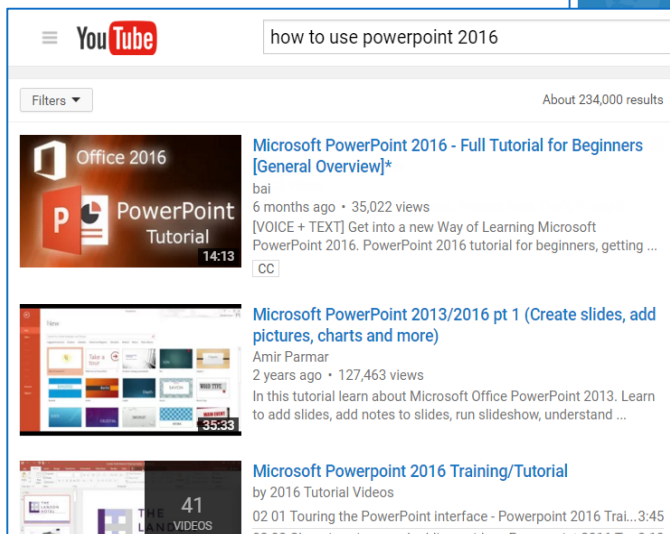 YouTube
how to use powerpoint 2016
Filters
About 234,000 results
Office 2016
P
PowerPoint
Tutorial
14:13
Microsoft PowerPoint 2016 - Full Tutorial for Beginners
[General Overview]*
bai
6 months ago • 35,022 views
[VOICE + TEXT] Get into a new Way of Learning Microsoft
PowerPoint 2016. PowerPoint 2016 tutorial for beginners, getting ...
CC
New
Take a
tour
35:33
Microsoft PowerPoint 2013/2016 pt 1 (Create slides, add
pictures, charts and more)
Amir Parmar
2 years ago • 127,463 views
In this tutorial learn about Microsoft Office PowerPoint 2013. Learn
to add slides, add notes to slides, run slideshow, understand ...
41
VIDEOS
Microsoft Powerpoint 2016 Training/Tutorial
by 2016 Tutorial Videos
02 01 Touring the PowerPoint interface - Powerpoint 2016 Trai...3:45